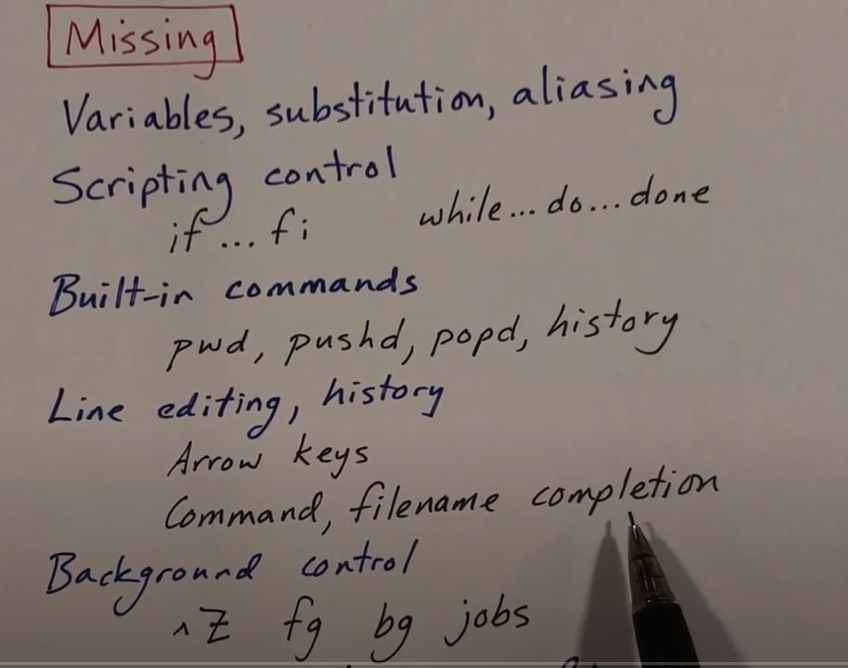 Missing
Variables, substitution, aliasing
Scripting control
if ... fi while ... do ... done
Built-in commands
pwd, pushd, popd, history
Line editing, history
Arrow keys
Command, filename completion
Background control
^Z fg bg jobs